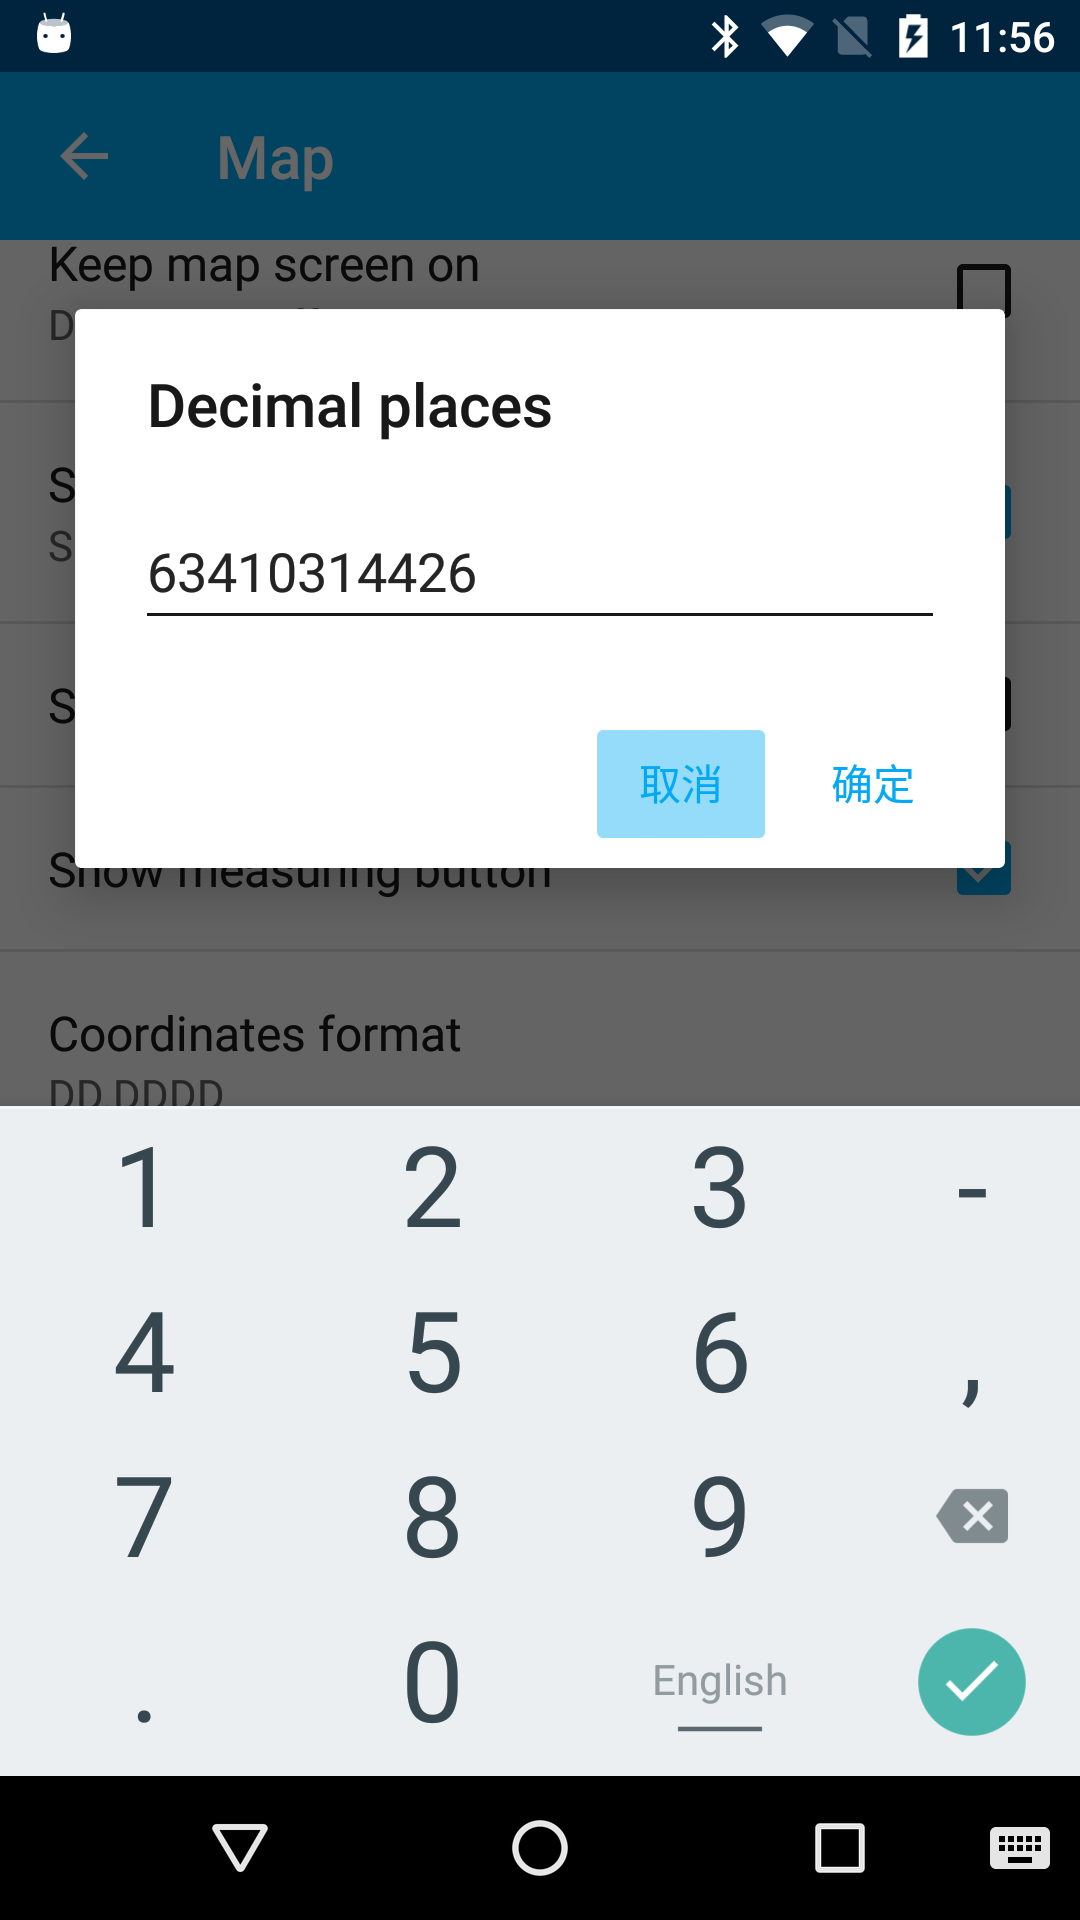 11:56
Map
Keep map screen on
D
Decimal places
S
S
63410314426
S
取消
确定
Show measuring button
Coordinates format
DD.DDDD
1 2 3 -
4 5 6 ,
7 8 9
. 0 English